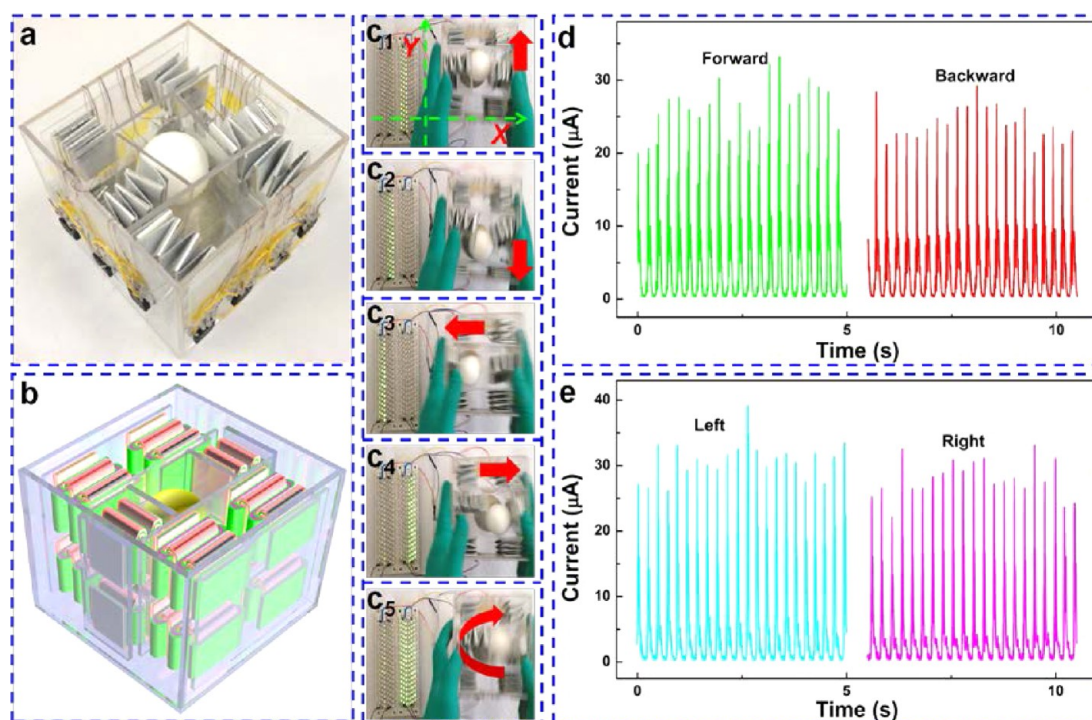 a
b
C1
Y
X
C2
C3
C4
C5
d
Forward
Backward
Current (μA)
30
20
10
0
0
5
10
Time (s)
e
Left
Right
Current (μA)
40
30
20
10
0
0
5
10
Time (s)